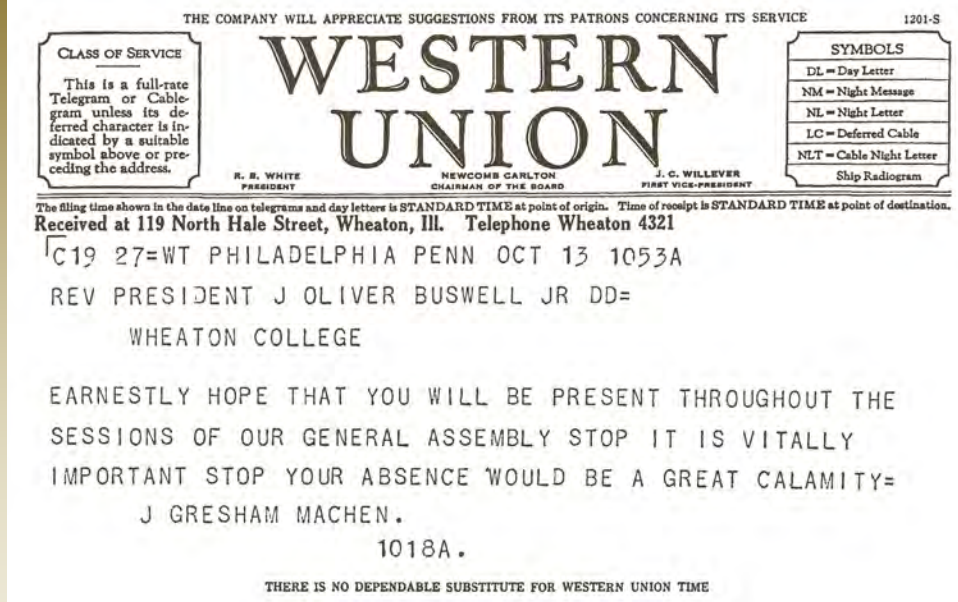 THE COMPANY WILL APPRECIATE SUGGESTIONS FROM ITS PATRONS CONCERNING ITS SERVICE
1201-S
CLASS OF SERVICE
This is a full-rate
Telegram or Cable-
gram unless its de-
ferred character is in-
dicated by a suitable
symbol above or pre-
ceding the address.
WESTERN
UNION
R. B. WHITE
PRESIDENT
NEWCOMB CARLTON
CHAIRMAN OF THE BOARD
J. C. WILLEVER
FIRST VICE-PRESIDENT
SYMBOLS
DL = Day Letter
NM = Night Message
NL = Night Letter
LC = Deferred Cable
NLT = Cable Night Letter
Ship Radiogram
The filing time shown in the date line on telegrams and day letters is STANDARD TIME at point of origin. Time of receipt is STANDARD TIME at point of destination.
Received at 119 North Hale Street, Wheaton, Ill. Telephone Wheaton 4321
C19 27=WT PHILADELPHIA PENN OCT 13 1053A
REV PRESIDENT J OLIVER BUSWELL JR DD=
WHEATON COLLEGE
EARNESTLY HOPE THAT YOU WILL BE PRESENT THROUGHOUT THE
SESSIONS OF OUR GENERAL ASSEMBLY STOP IT IS VITALLY
IMPORTANT STOP YOUR ABSENCE WOULD BE A GREAT CALAMITY=
J GRESHAM MACHEN.
1018A.
THERE IS NO DEPENDABLE SUBSTITUTE FOR WESTERN UNION TIME